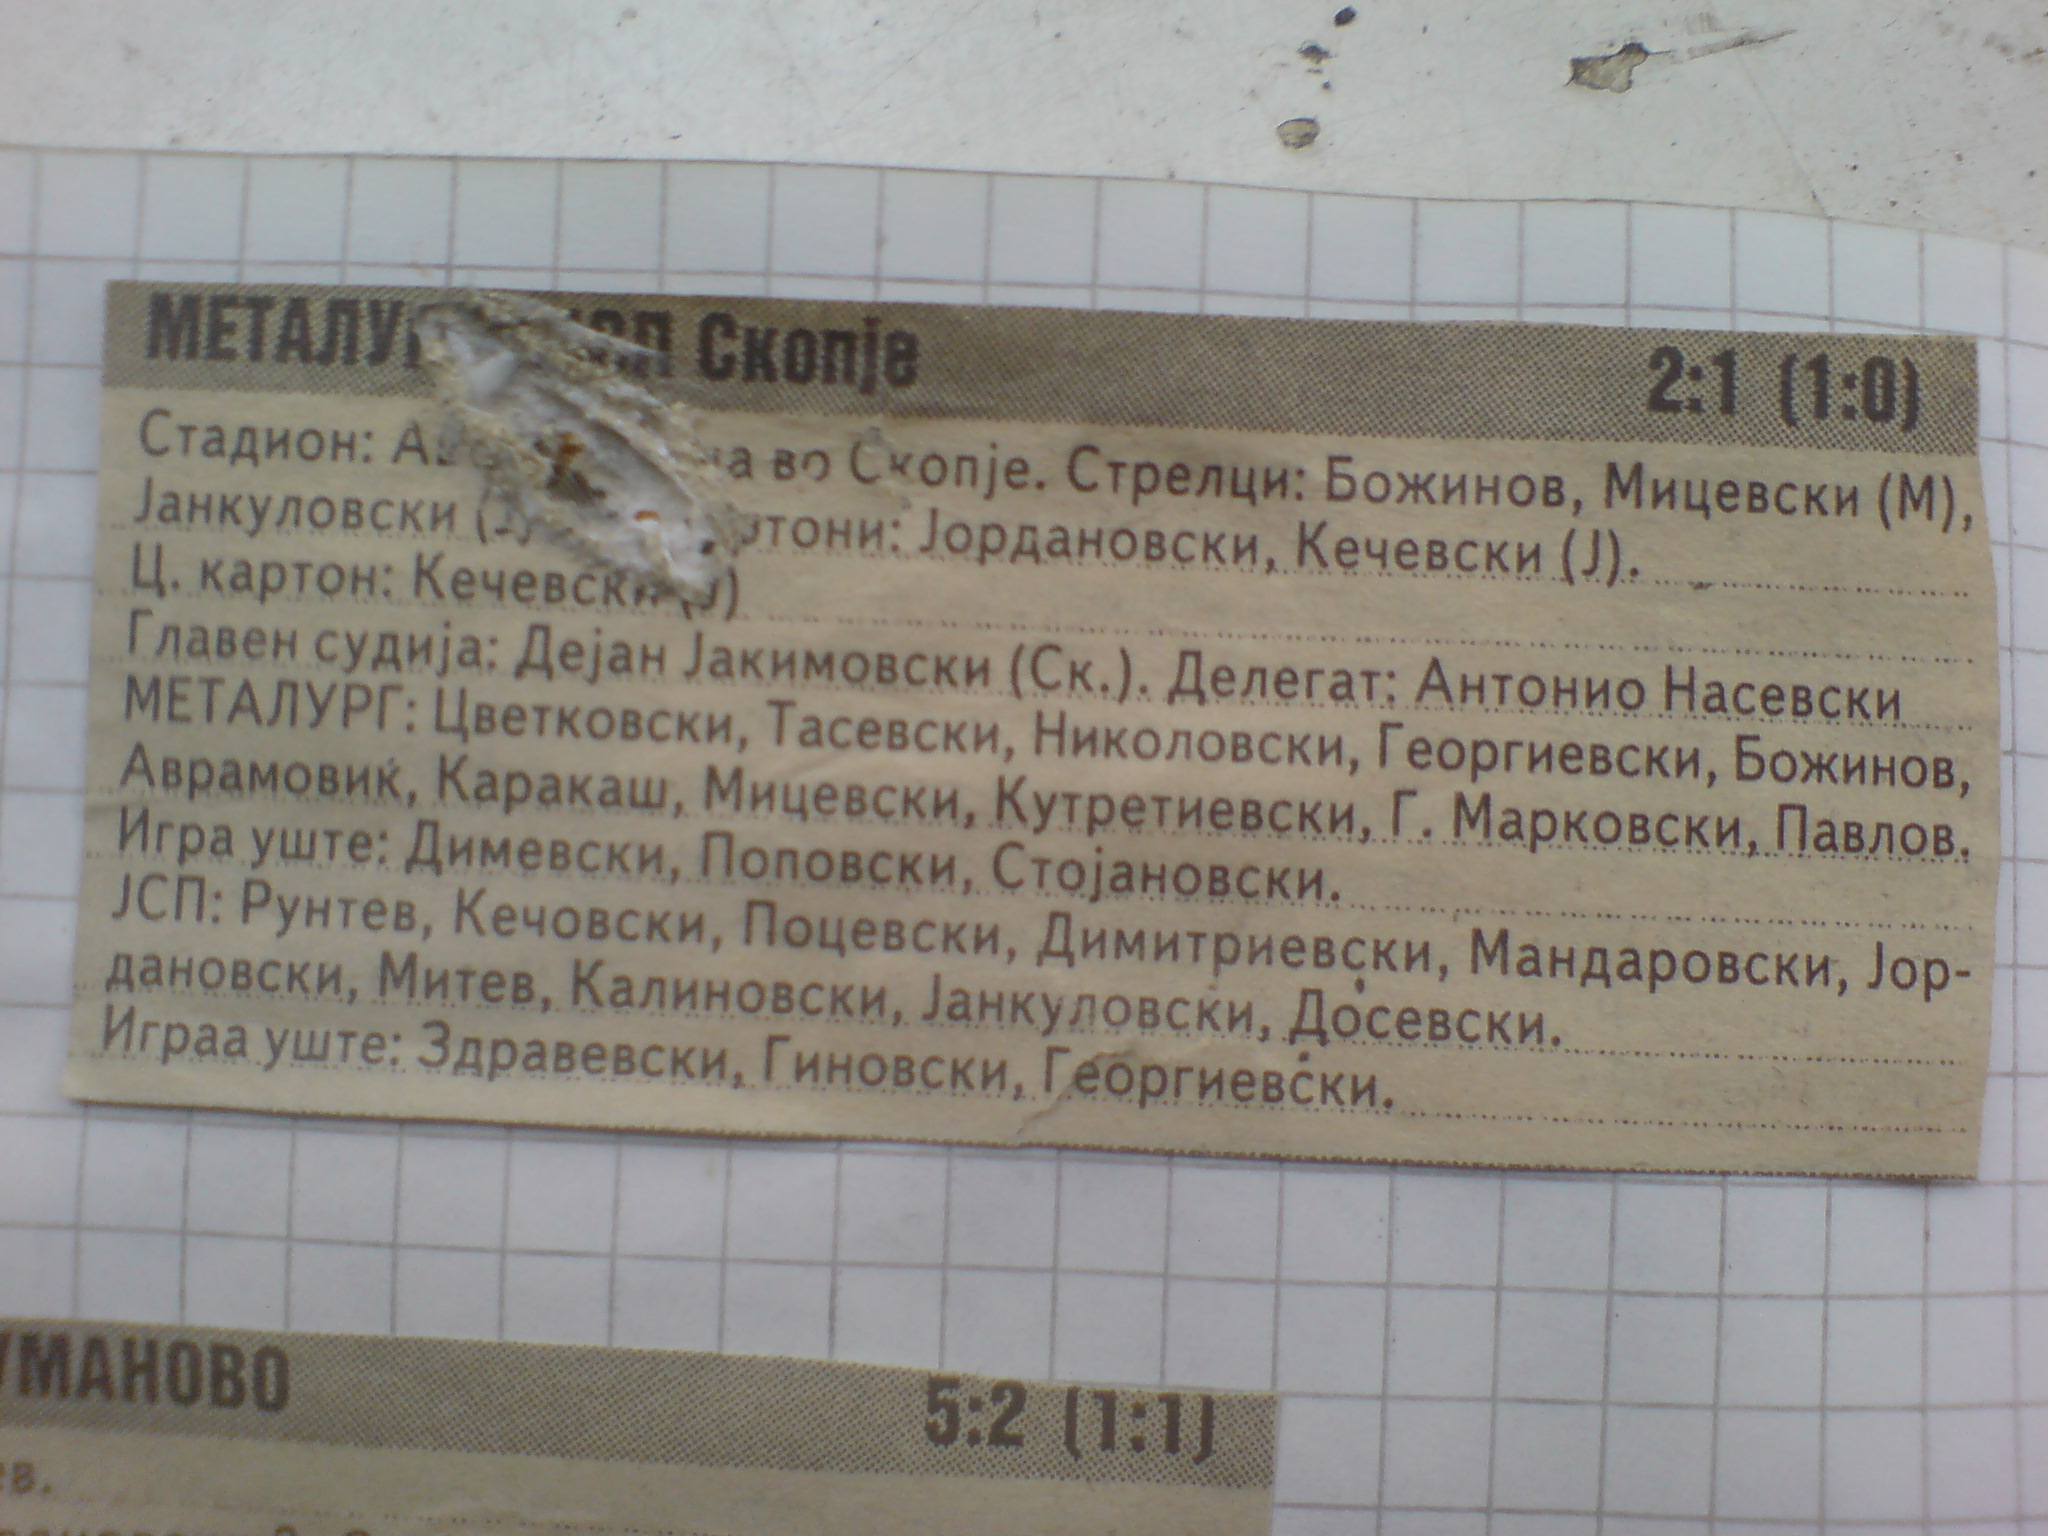 Скопје 2:1 (1:0)
Стадион: во Скопје. Стрелци: Божинов, Мицевски (М),
Јанкуловски Јордановски, Кечевски (Ј).
Ц. картон: Кечевски (Ј)
Главен судија: Дејан Јакимовски (Ск.). Делегат: Антонио Насевски
МЕТАЛУРГ: Цветковски, Тасевски, Николовски, Георгиевски, Божинов,
Аврамовиќ, Каракаш, Мицевски, Кутретиевски, Г. Марковски, Павлов.
Игра уште: Димевски, Поповски, Стојановски.
ЈСП: Рунтев, Кечовски, Поцевски, Димитриевски, Мандаровски, Јор-
дановски, Митев, Калиновски, Јанкуловски, Досевски.
Играа уште: Здравевски, Гиновски, Георгиевски.
УМАНОВО 5:2 (1:1)